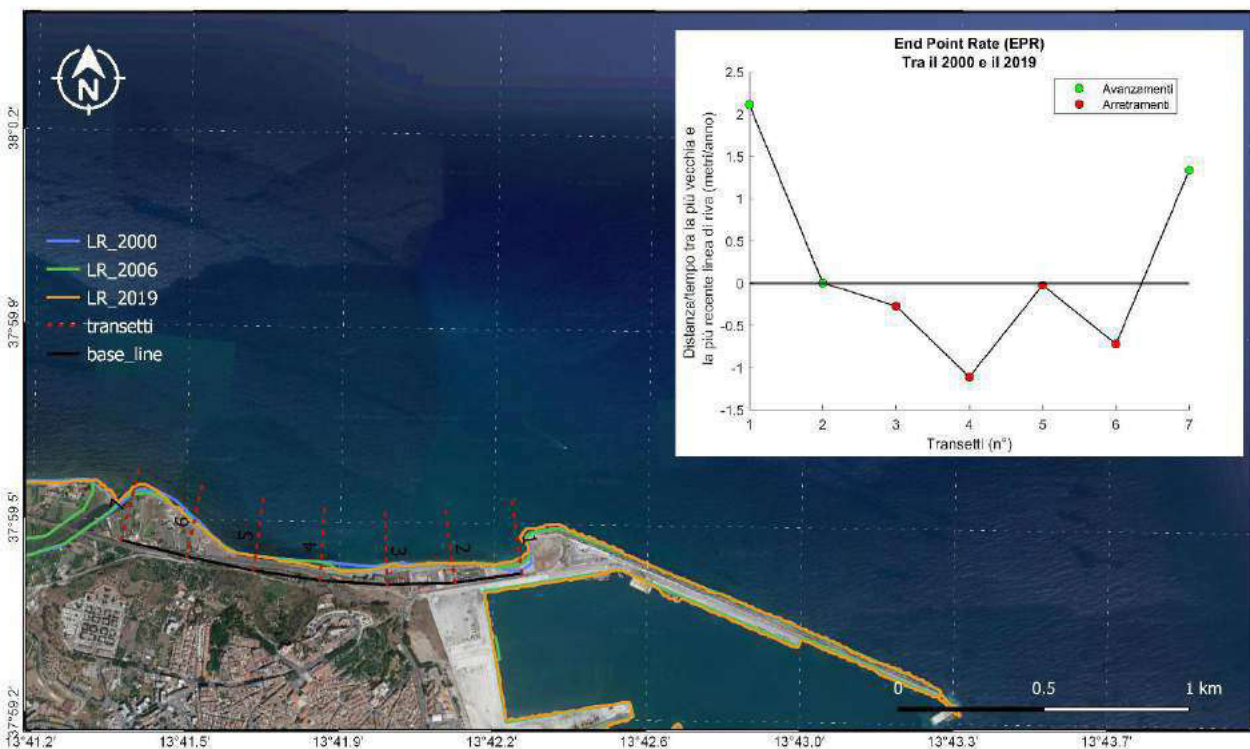 N
LR_2000
LR_2006
LR_2019
transetti
base_line
End Point Rate (EPR)
Tra il 2000 e il 2019
Avanzamenti
Arretramenti
Distanza/tempo tra la più vecchia e
la più recente linea di riva (metri/anno)
2.5
2
1.5
1
0.5
0
-0.5
-1
-1.5
1
2
3
4
5
6
7
Transetti (n°)
38°0.2'
37°59.8'
37°59.5'
37°59.2'
7
6
5
4
3
2
1
0
0.5
1 km
13°41.2'
13°41.5'
13°41.9'
13°42.2'
13°42.6'
13°43.0'
13°43.3'
13°43.7'